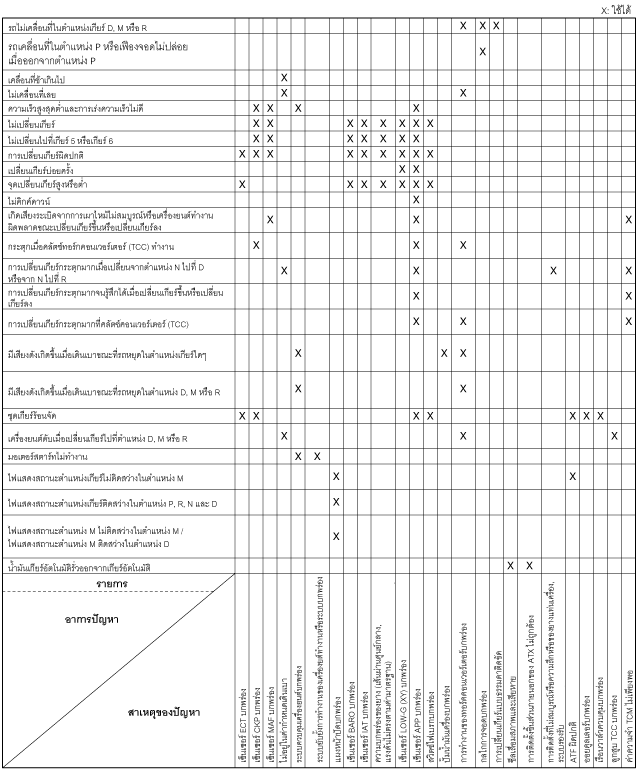 X: ใช้ได้
รถไม่เคลื่อนที่ในตำแหน่งเกียร์ D, M หรือ R X X X
รถเคลื่อนที่ในตำแหน่ง P หรือเฟืองจอดไม่ปล่อย
เมื่อออกจากตำแหน่ง P X
เคลื่อนที่ช้าเกินไป X
ไม่เคลื่อนที่เลย X X
ความเร็วสูงสุดต่ำและการเร่งความเร็วไม่ดี X X X X
ไม่เปลี่ยนเกียร์ X X X X X X X X
ไม่เปลี่ยนไปที่เกียร์ 5 หรือเกียร์ 6 X X X X X X X
การเปลี่ยนเกียร์ผิดปกติ X X X X X X X X X
เปลี่ยนเกียร์บ่อยครั้ง X X
จุดเปลี่ยนเกียร์สูงหรือต่ำ X X X X X X X
ไม่คิกค์ดาวน์ X
เกิดเสียงระเบิดจากการเผาไหม้ไม่สมบูรณ์หรือเครื่องยนต์ทำงาน
ผิดพลาดขณะเปลี่ยนเกียร์ขึ้นหรือเปลี่ยนเกียร์ลง X X X
กระตุกเมื่อคลัตช์ทอร์กคอนเวอร์เตอร์ (TCC) ทำงาน X X X
การเปลี่ยนเกียร์กระตุกมากเมื่อเปลี่ยนจากตำแหน่ง N ไปที่ D
หรือจาก N ไปที่ R X X X X
การเปลี่ยนเกียร์กระตุกมากจนรู้สึกได้เมื่อเปลี่ยนเกียร์ขึ้นหรือเปลี่ยน
เกียร์ลง X X
การเปลี่ยนเกียร์กระตุกมากที่คลัตช์คอนเวอร์เตอร์ (TCC) X X X
มีเสียงดังเกิดขึ้นเมื่อเดินเบาขณะที่รถหยุดในตำแหน่งเกียร์ใดๆ X X X
มีเสียงดังเกิดขึ้นเมื่อเดินเบาขณะที่รถหยุดในตำแหน่ง D, M หรือ R X X
ชุดเกียร์ร้อนจัด X X X X X X X
เครื่องยนต์ดับเมื่อเปลี่ยนเกียร์ไปที่ตำแหน่ง D, M หรือ R X X X
มอเตอร์สตาร์ทไม่ทำงาน X X
ไฟแสดงสถานะตำแหน่งเกียร์ไม่ติดสว่างในตำแหน่ง M X X
ไฟแสดงสถานะตำแหน่งเกียร์ติดสว่างในตำแหน่ง P, R, N และ D X
ไฟแสดงสถานะตำแหน่ง M ไม่ติดสว่างในตำแหน่ง M /
ไฟแสดงสถานะตำแหน่ง M ติดสว่างในตำแหน่ง D X
น้ำมันเกียร์อัตโนมัติรั่วออกจากเกียร์อัตโนมัติ X X
รายการ
อาการปัญหา
สาเหตุของปัญหา
เซ็นเซอร์ ECT บกพร่อง
เซ็นเซอร์ CKP บกพร่อง
เซ็นเซอร์ MAF บกพร่อง
ไม่อยู่ในค่ากำหนดเดินเบา
ระบบควบคุมเครื่องยนต์บกพร่อง
ระบบยับยั้งการทำงานของเครื่องยนต์ทำงานหรือระบบบกพร่อง
แผงหน้าปัดบกพร่อง
เซ็นเซอร์ BARO บกพร่อง
เซ็นเซอร์ IAT บกพร่อง
ความบกพร่องของยาง (เส้นผ่านศูนย์กลาง,
แรงดันไม่ตรงตามค่ามาตรฐาน)
เซ็นเซอร์ LOW-G (XY) บกพร่อง
เซ็นเซอร์ APP บกพร่อง
สวิตช์ไฟเบรกบกพร่อง
ปั้มน้ำมันเครื่องบกพร่อง
การทำงานของทอร์กคอนเวอร์เตอร์บกพร่อง
กลไกการจอดบกพร่อง
การเปลี่ยนเกียร์แบบธรรมดาติดขัด
ซีลเสื่อมสภาพและเสียหาย
การติดตั้งชิ้นส่วนภายนอกของ ATX ไม่ถูกต้อง
การติดตั้งที่ไม่สมบูรณ์หรือความสึกหรือของยางแท่นเครื่อง,
ระบบรองรับ
ATF ผิดปกติ
ออยคูลเลอร์บกพร่อง
เรือนวาล์วควบคุมบกพร่อง
ลูกสูบ TCC บกพร่อง
ค่าความจำ TCM ไม่เพียงพอ